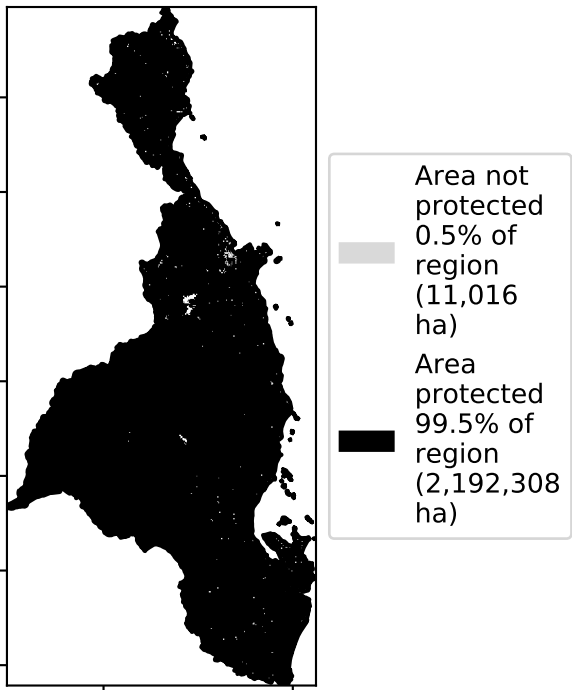 Area not
protected
0.5% of
region
(11,016
ha)
Area
protected
99.5% of
region
(2,192,308
ha)